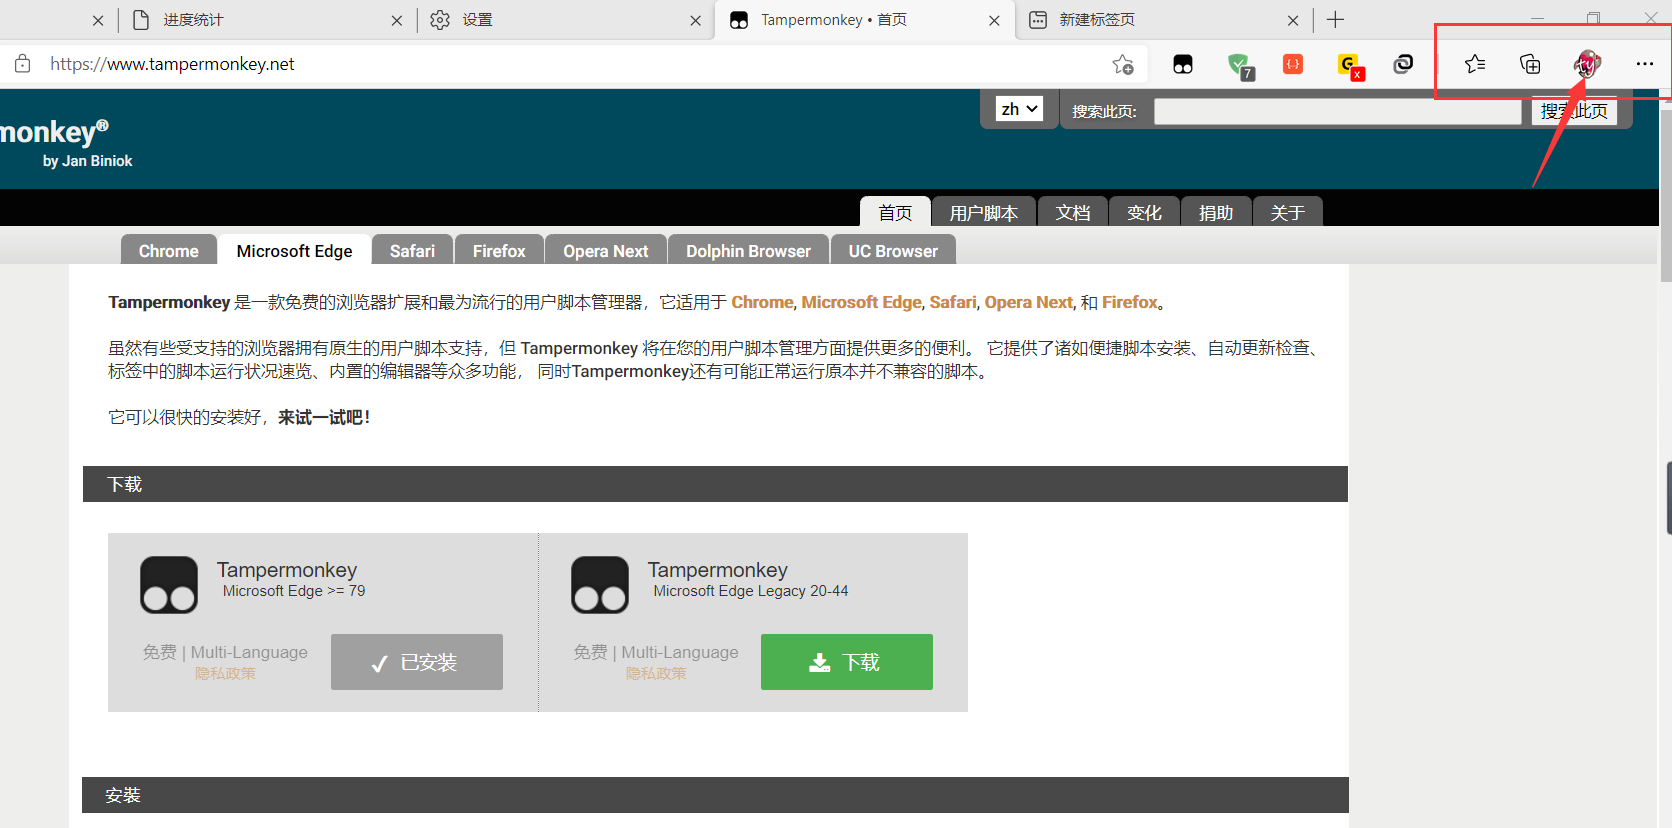 进度统计
设置
Tampermonkey • 首页
新建标签页
https://www.tampermonkey.net
7
G
x
monkey®
by Jan Biniok
zh
搜索此页:
搜索此页
首页
用户脚本
文档
变化
捐助
关于
Chrome
Microsoft Edge
Safari
Firefox
Opera Next
Dolphin Browser
UC Browser
Tampermonkey 是一款免费的浏览器扩展和最为流行的用户脚本管理器，它适用于 Chrome, Microsoft Edge, Safari, Opera Next, 和 Firefox。
虽然有些受支持的浏览器拥有原生的用户脚本支持，但 Tampermonkey 将在您的用户脚本管理方面提供更多的便利。 它提供了诸如便捷脚本安装、自动更新检查、
标签中的脚本运行状况速览、内置的编辑器等众多功能， 同时Tampermonkey还有可能正常运行原本并不兼容的脚本。
它可以很快的安装好，来试一试吧！
下载
Tampermonkey
Microsoft Edge >= 79
免费 | Multi-Language
隐私政策
已安装
Tampermonkey
Microsoft Edge Legacy 20-44
免费 | Multi-Language
隐私政策
下载
安裝